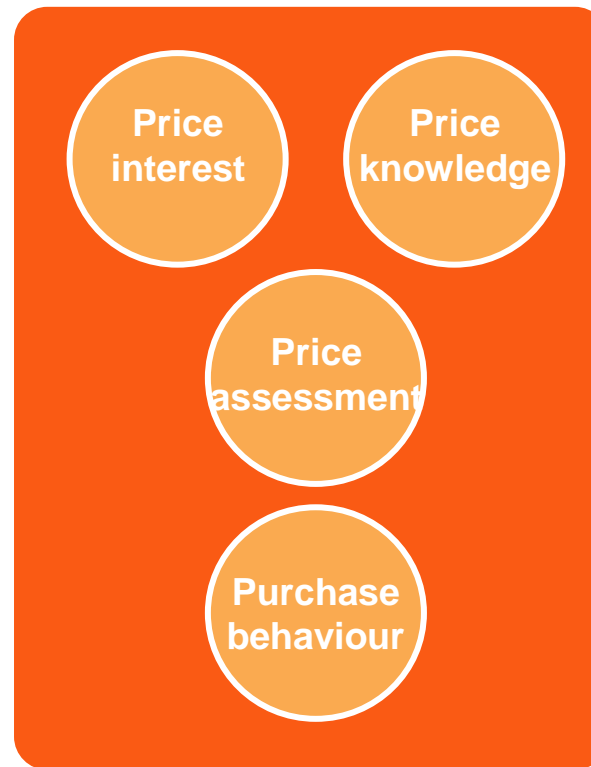 Price
interest
Price
knowledge
Price
assessment
Purchase
behaviour